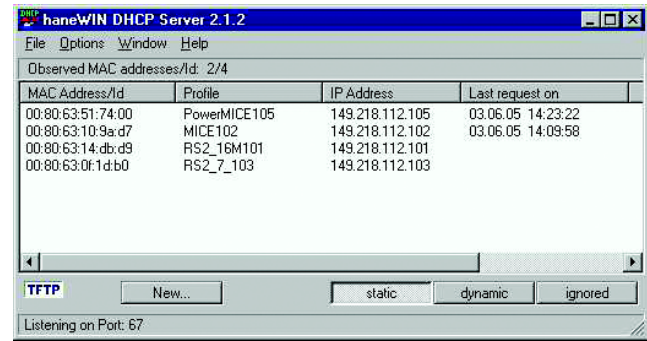 haneWIN DHCP Server 2.1.2
File Options Window Help
Observed MAC addresses/Id: 2/4
MAC Address/Id Profile IP Address Last request on
00:80:63:51:74:00 PowerMICE105 149.218.112.105 03.06.05 14:23:22
00:80:63:10:9a:d7 MICE102 149.218.112.102 03.06.05 14:09:58
00:80:63:14:db:d9 RS2_16M101 149.218.112.101
00:80:63:0f:1d:b0 RS2_7_103 149.218.112.103
TFTP New... static dynamic ignored
Listening on Port: 67